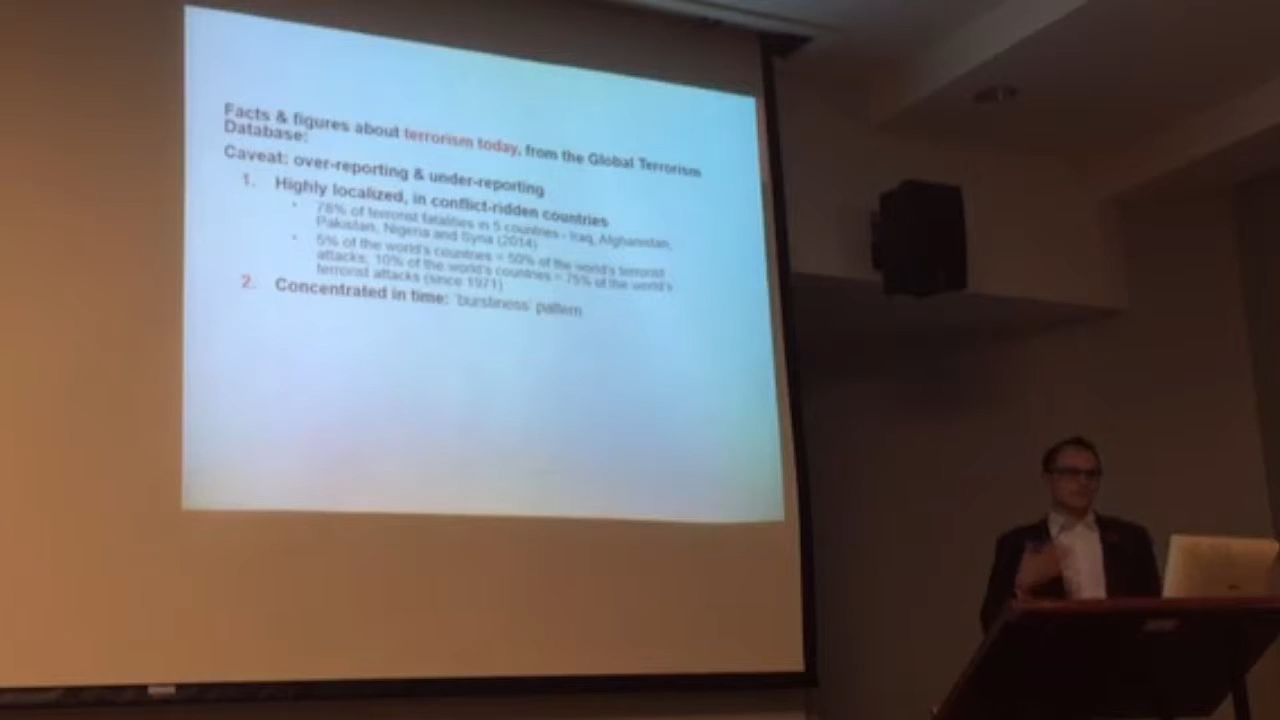 Facts & figures about terrorism today, from the Global Terrorism
Database:
Caveat: over-reporting & under-reporting
1. Highly localized, in conflict-ridden countries
• 78% of terrorist fatalities in 5 countries - Iraq, Afghanistan,
Pakistan, Nigeria and Syria (2014)
• 5% of the world's countries = 50% of the world's terrorist
attacks, 10% of the world's countries = 75% of the world's
terrorist attacks (since 1971)
2. Concentrated in time: 'burstiness' pattern